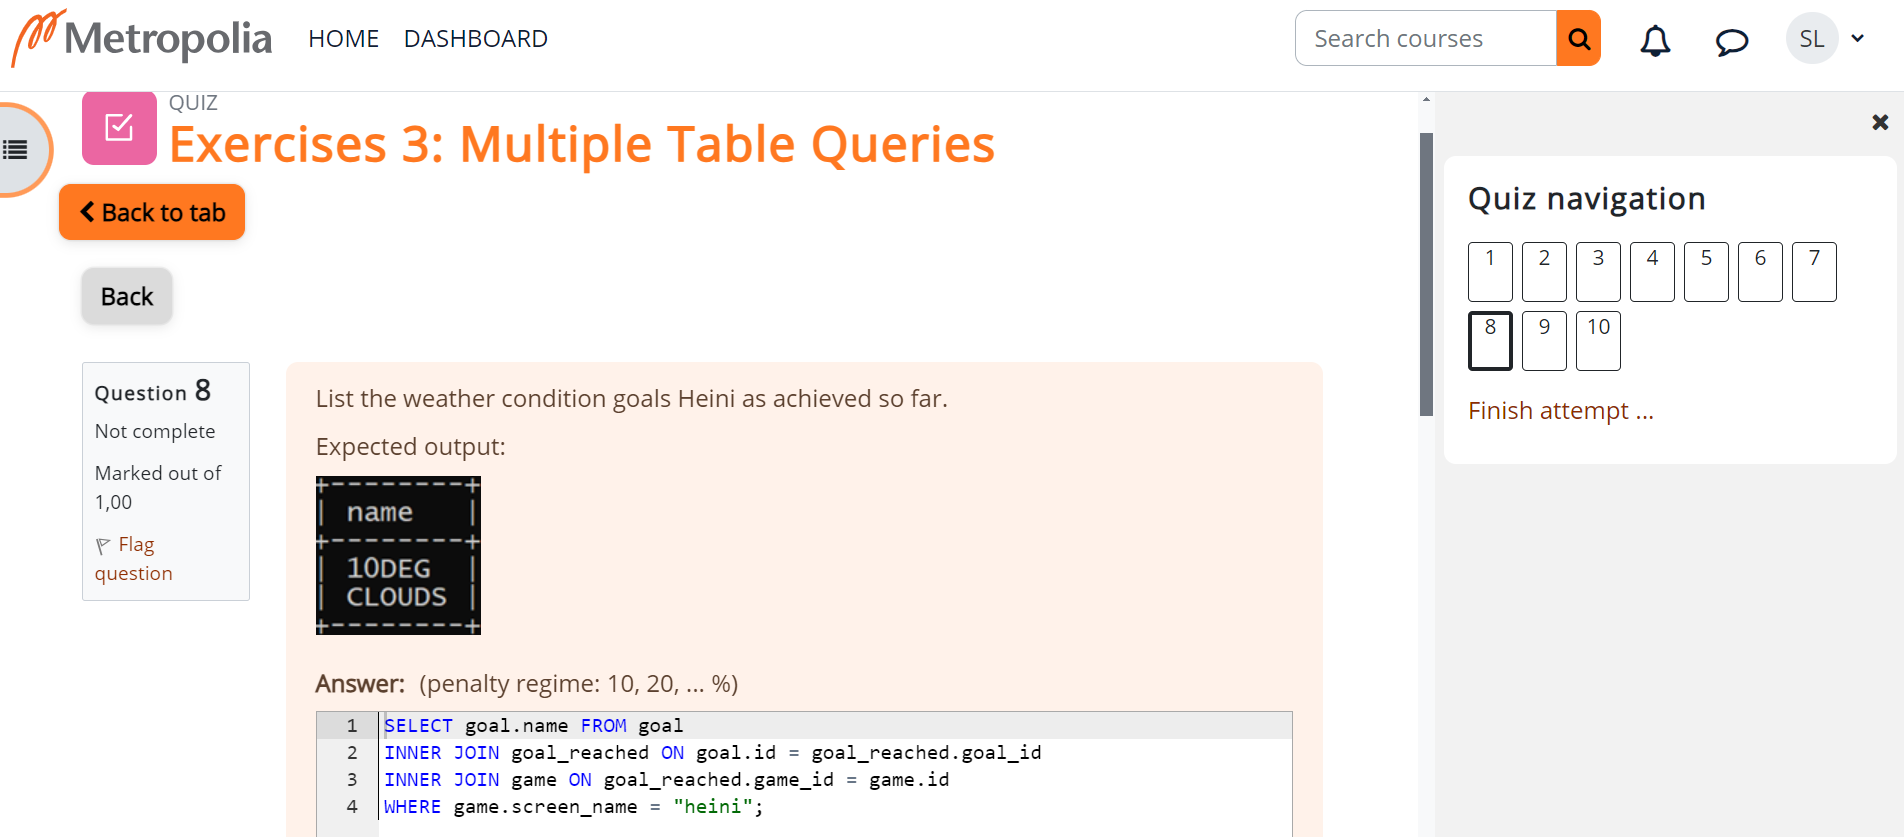 Metropolia HOME DASHBOARD Search courses SL
QUIZ
Exercises 3: Multiple Table Queries
Back to tab
Back
Question 8
Not complete
Marked out of
1,00
Flag
question
List the weather condition goals Heini as achieved so far.
Expected output:
+--------+
| name |
+--------+
| 10DEG |
| CLOUDS |
+--------+
Answer: (penalty regime: 10, 20, ... %)
1 SELECT goal.name FROM goal
2 INNER JOIN goal_reached ON goal.id = goal_reached.goal_id
3 INNER JOIN game ON goal_reached.game_id = game.id
4 WHERE game.screen_name = "heini";
Quiz navigation
1 2 3 4 5 6 7
8 9 10
Finish attempt ...